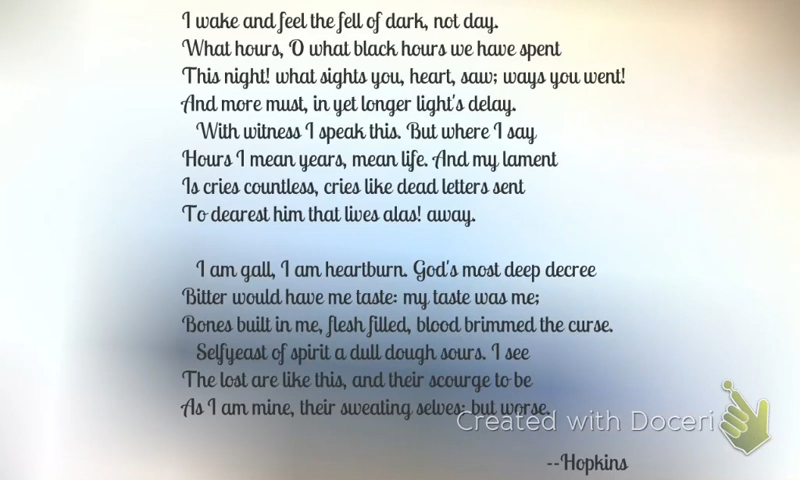 I wake and feel the fell of dark, not day.
What hours, O what black hours we have spent
This night! what sights you, heart, saw; ways you went!
And more must, in yet longer light's delay.
With witness I speak this. But where I say
Hours I mean years, mean life. And my lament
Is cries countless, cries like dead letters sent
To dearest him that lives alas! away.
I am gall, I am heartburn. God's most deep decree
Bitter would have me taste: my taste was me;
Bones built in me, flesh filled, blood brimmed the curse.
Selfyeast of spirit a dull dough sours. I see
The lost are like this, and their scourge to be
As I am mine, their sweating selves; but worse.
Created with Doceri
--Hopkins